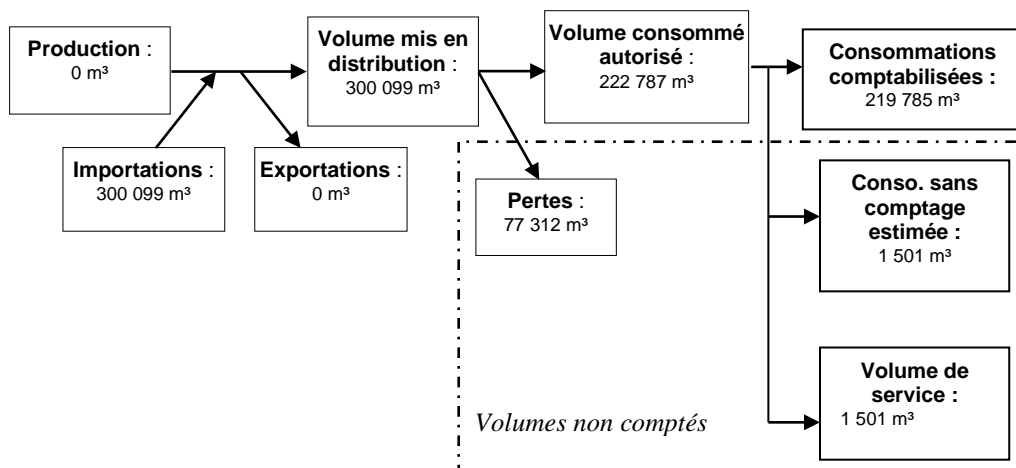 Production :
0 m³
Volume mis en
distribution :
300 099 m³
Volume consommé
autorisé :
222 787 m³
Consommations
comptabilisées :
219 785 m³
Importations :
300 099 m³
Exportations :
0 m³
Pertes :
77 312 m³
Conso. sans
comptage
estimée :
1 501 m³
Volume de
service :
1 501 m³
Volumes non comptés